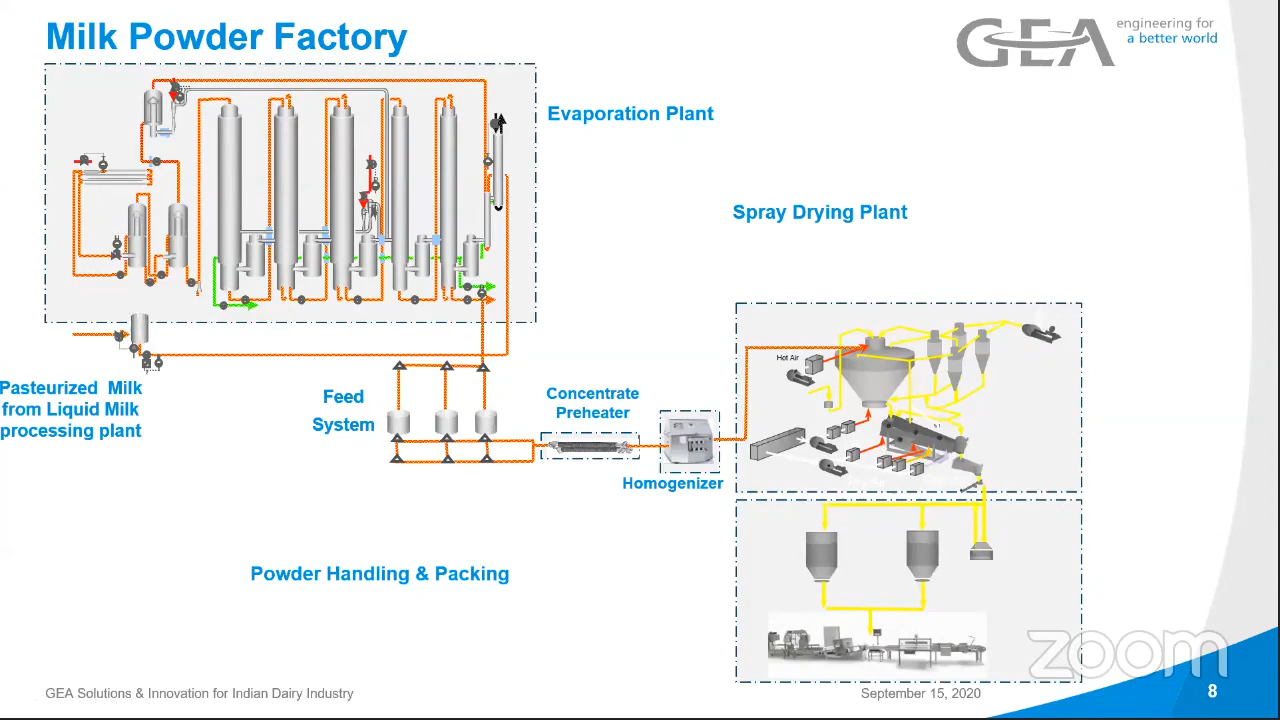 Milk Powder Factory
GEA
engineering for
a better world
Evaporation Plant
Spray Drying Plant
Hot Air
Pasteurized Milk
from Liquid Milk
processing plant
Feed
System
Concentrate
Preheater
Homogenizer
Powder Handling & Packing
zoom
GEA Solutions & Innovation for Indian Dairy Industry
September 15, 2020
8